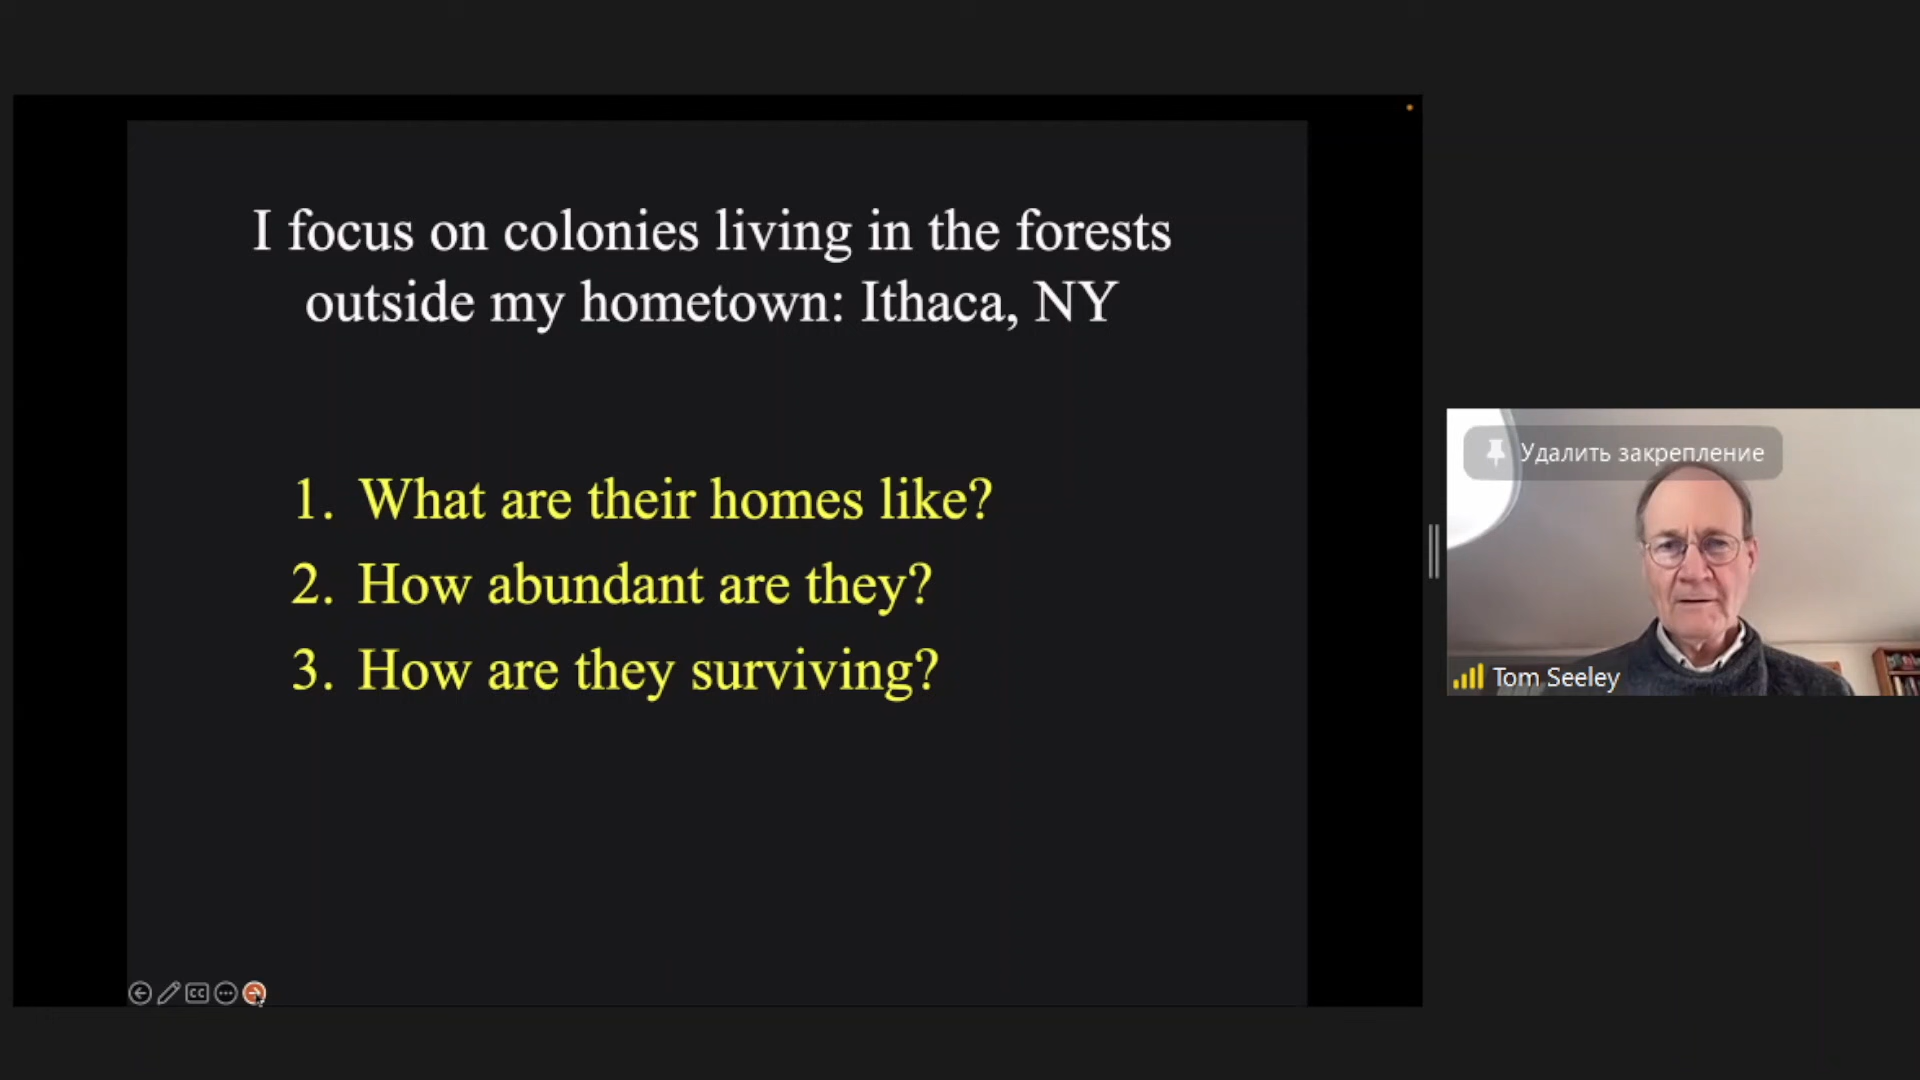 I focus on colonies living in the forests
outside my hometown: Ithaca, NY
1. What are their homes like?
2. How abundant are they?
3. How are they surviving?
CC
Удалить закрепление
Tom Seeley